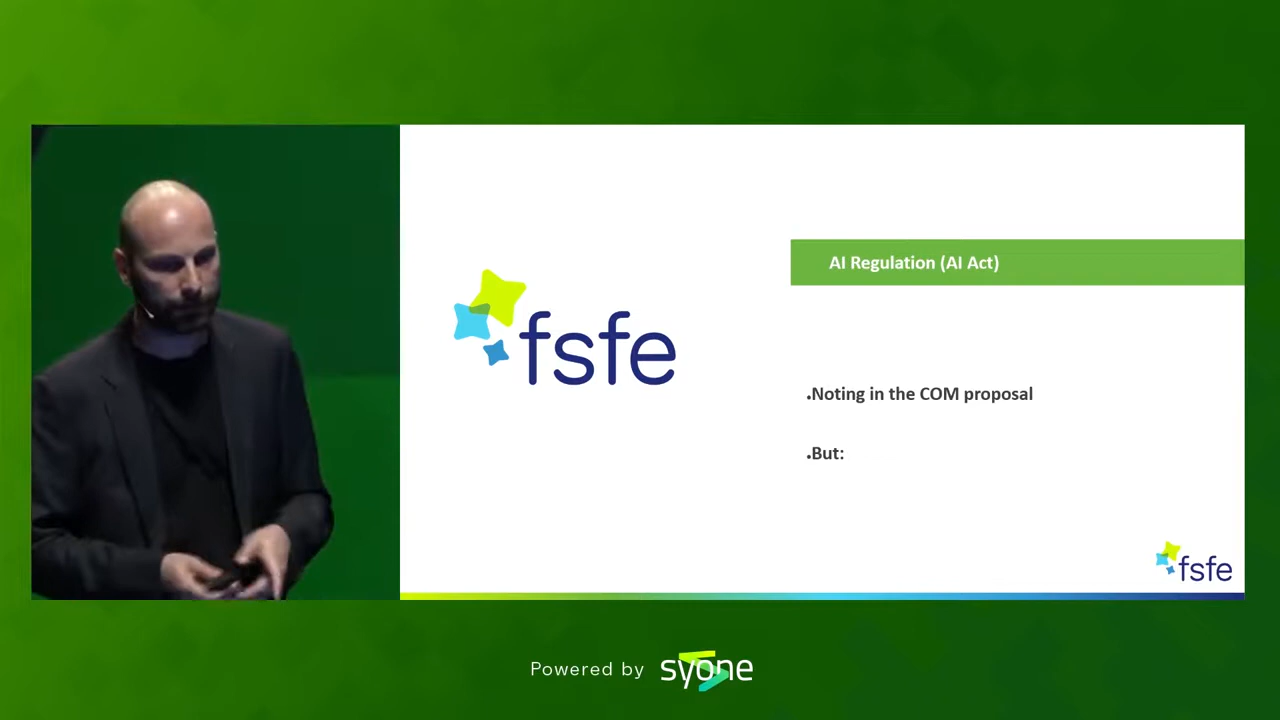 AI Regulation (AI Act)
fsfe
.Noting in the COM proposal
.But:
fsfe
Powered by syone